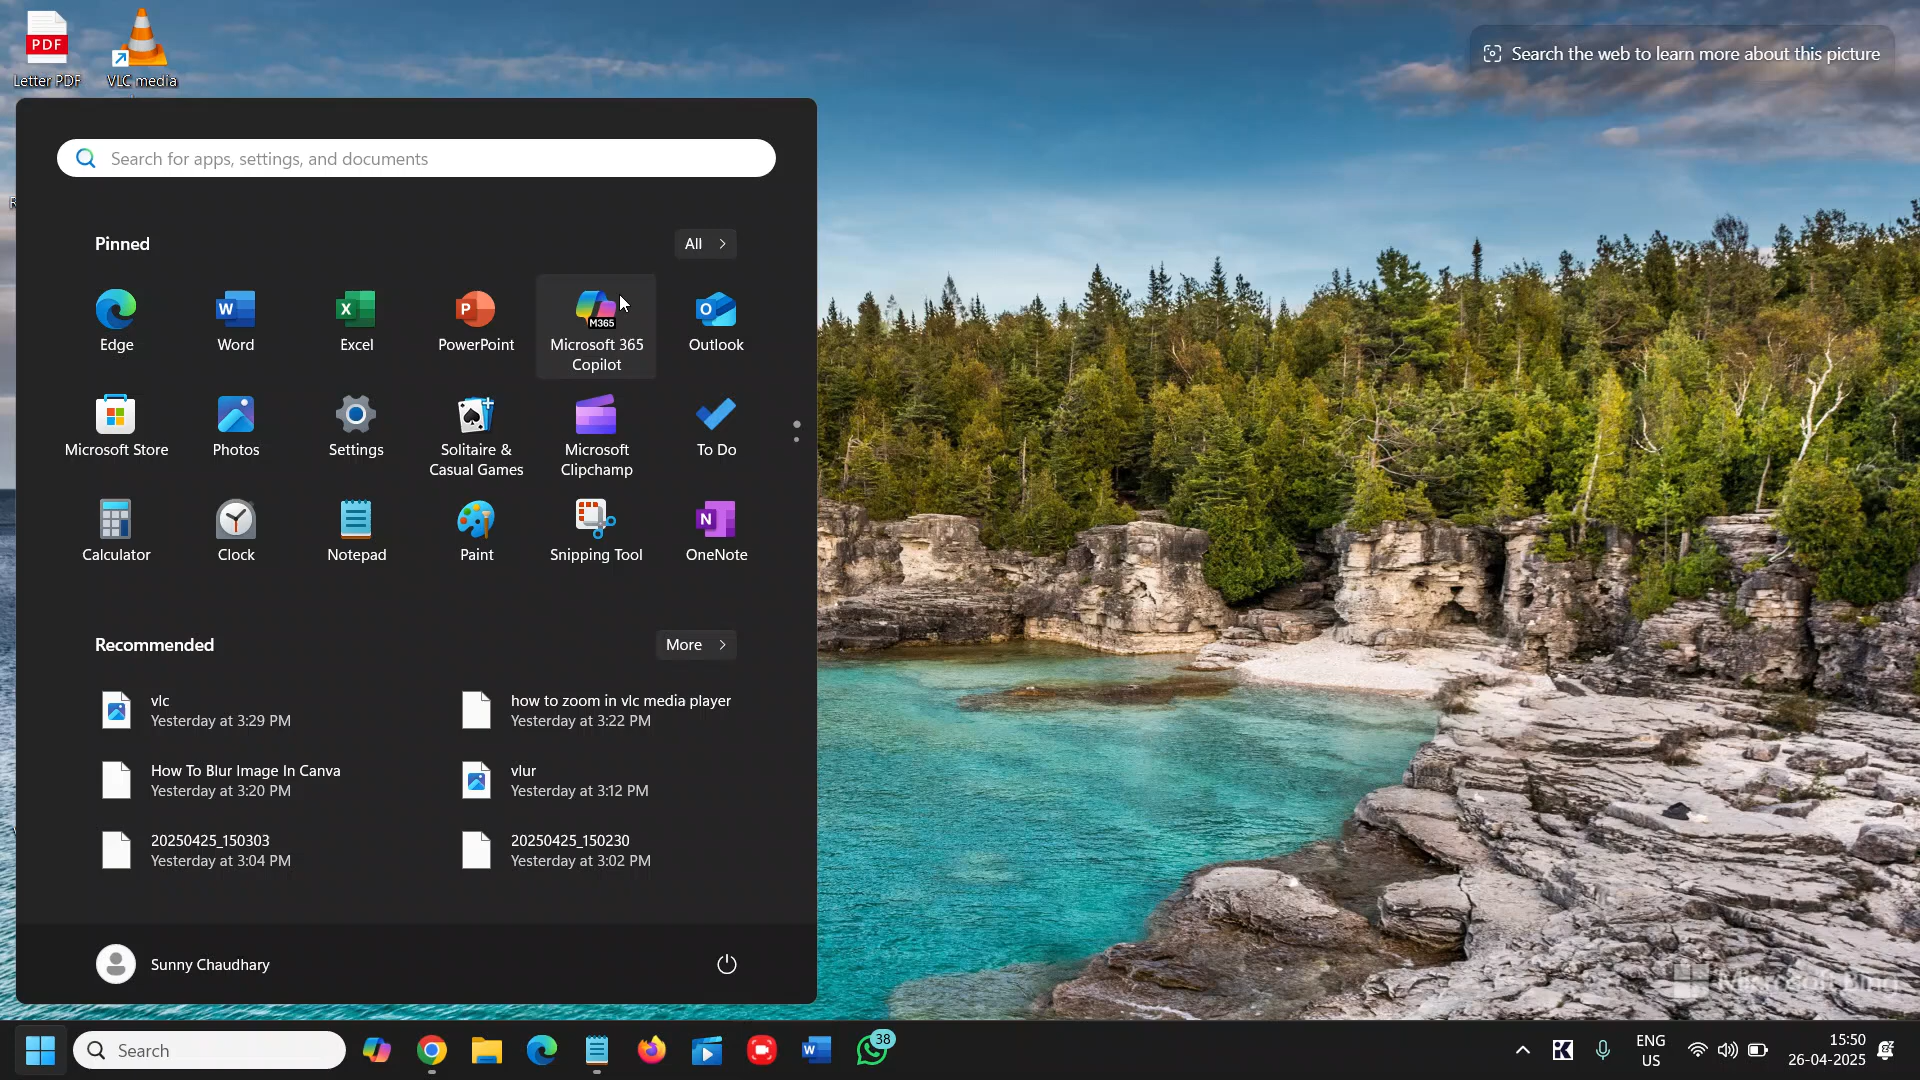 PDF
Letter PDF
VLC media
Search the web to learn more about this picture
Search for apps, settings, and documents
Pinned
All
Edge
Word
Excel
PowerPoint
M365
Microsoft 365
Copilot
Outlook
Microsoft Store
Photos
Settings
Solitaire &
Casual Games
Microsoft
Clipchamp
To Do
Calculator
Clock
Notepad
Paint
Snipping Tool
OneNote
Recommended
More
vlc
Yesterday at 3:29 PM
how to zoom in vlc media player
Yesterday at 3:22 PM
How To Blur Image In Canva
Yesterday at 3:20 PM
vlur
Yesterday at 3:12 PM
20250425_150303
Yesterday at 3:04 PM
20250425_150230
Yesterday at 3:02 PM
Sunny Chaudhary
Microsoft Bing
Search
38
ENG
US
15:50
26-04-2025